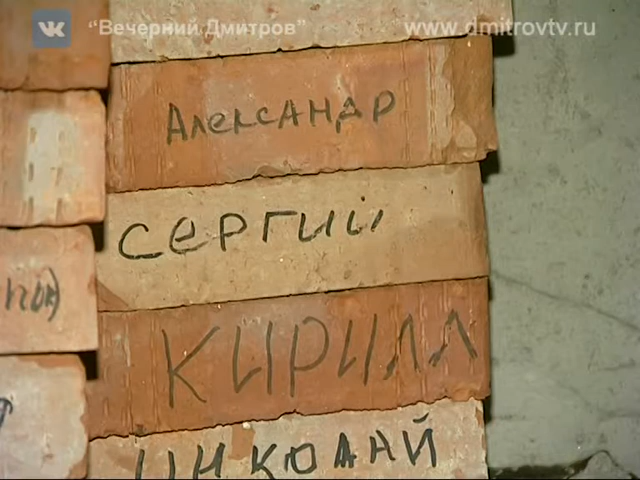 "Вечерний Дмитров"
www.dmitrovtv.ru
Александр
Сергий
Кирилл
Николай